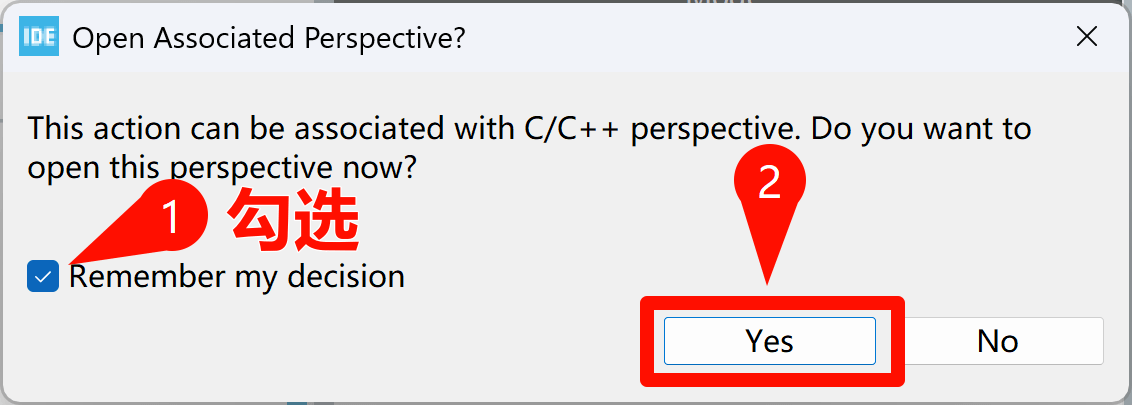 IDE Open Associated Perspective?
This action can be associated with C/C++ perspective. Do you want to
open this perspective now?
1 勾选
2
Remember my decision
Yes No